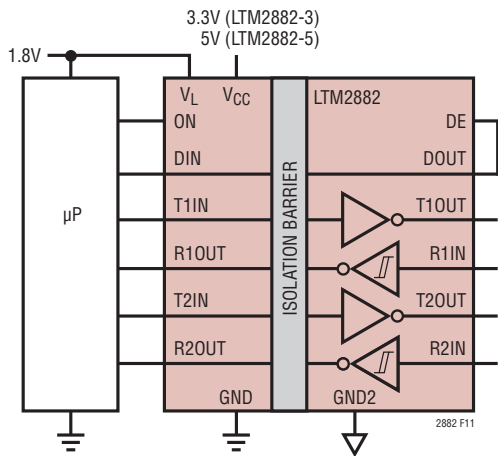 3.3V (LTM2882-3)
5V (LTM2882-5)
1.8V
VL VCC LTM2882
ON DE
DIN DOUT
µP
ISOLATION BARRIER
T1IN T1OUT
R1OUT R1IN
T2IN T2OUT
R2OUT R2IN
GND GND2
2882 F11